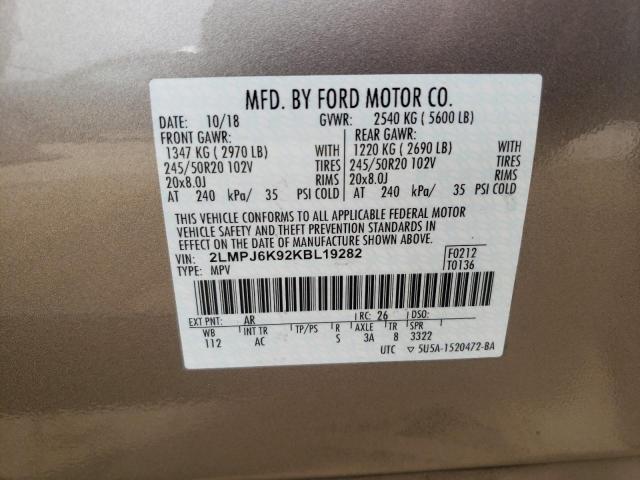 MFD. BY FORD MOTOR CO.
DATE: 10/18 GVWR: 2540 KG ( 5600 LB)
FRONT GAWR: REAR GAWR:
1347 KG ( 2970 LB) WITH 1220 KG ( 2690 LB) WITH
245/50R20 102V TIRES 245/50R20 102V TIRES
20x8.0J RIMS 20x8.0J RIMS
AT 240 kPa/ 35 PSI COLD AT 240 kPa/ 35 PSI COLD
THIS VEHICLE CONFORMS TO ALL APPLICABLE FEDERAL MOTOR
VEHICLE SAFETY AND THEFT PREVENTION STANDARDS IN
EFFECT ON THE DATE OF MANUFACTURE SHOWN ABOVE.
VIN: 2LMPJ6K92KBL19282 F0212
TYPE: MPV T0136
EXT PNT: AR RC: 26 DSO:
WB INT TR TP/PS R AXLE TR SPR
112 AC S 3A 8 3322
UTC ▽ 5U5A-1520472-BA